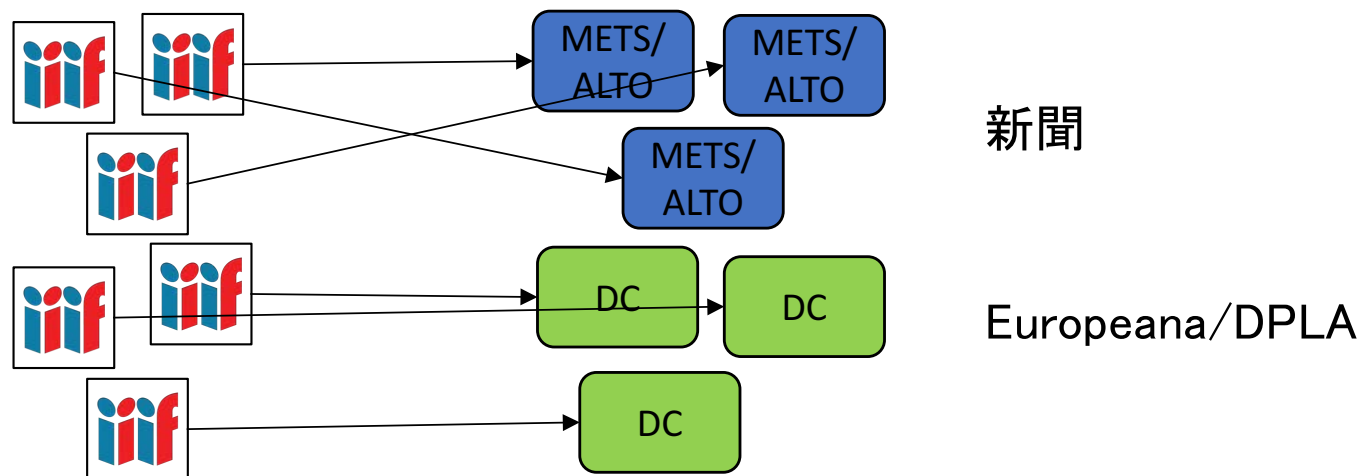 iiif
iiif
METS/
ALTO
METS/
ALTO
新聞
iiif
METS/
ALTO
iiif
iiif
DC
DC
Europeana/DPLA
iiif
DC